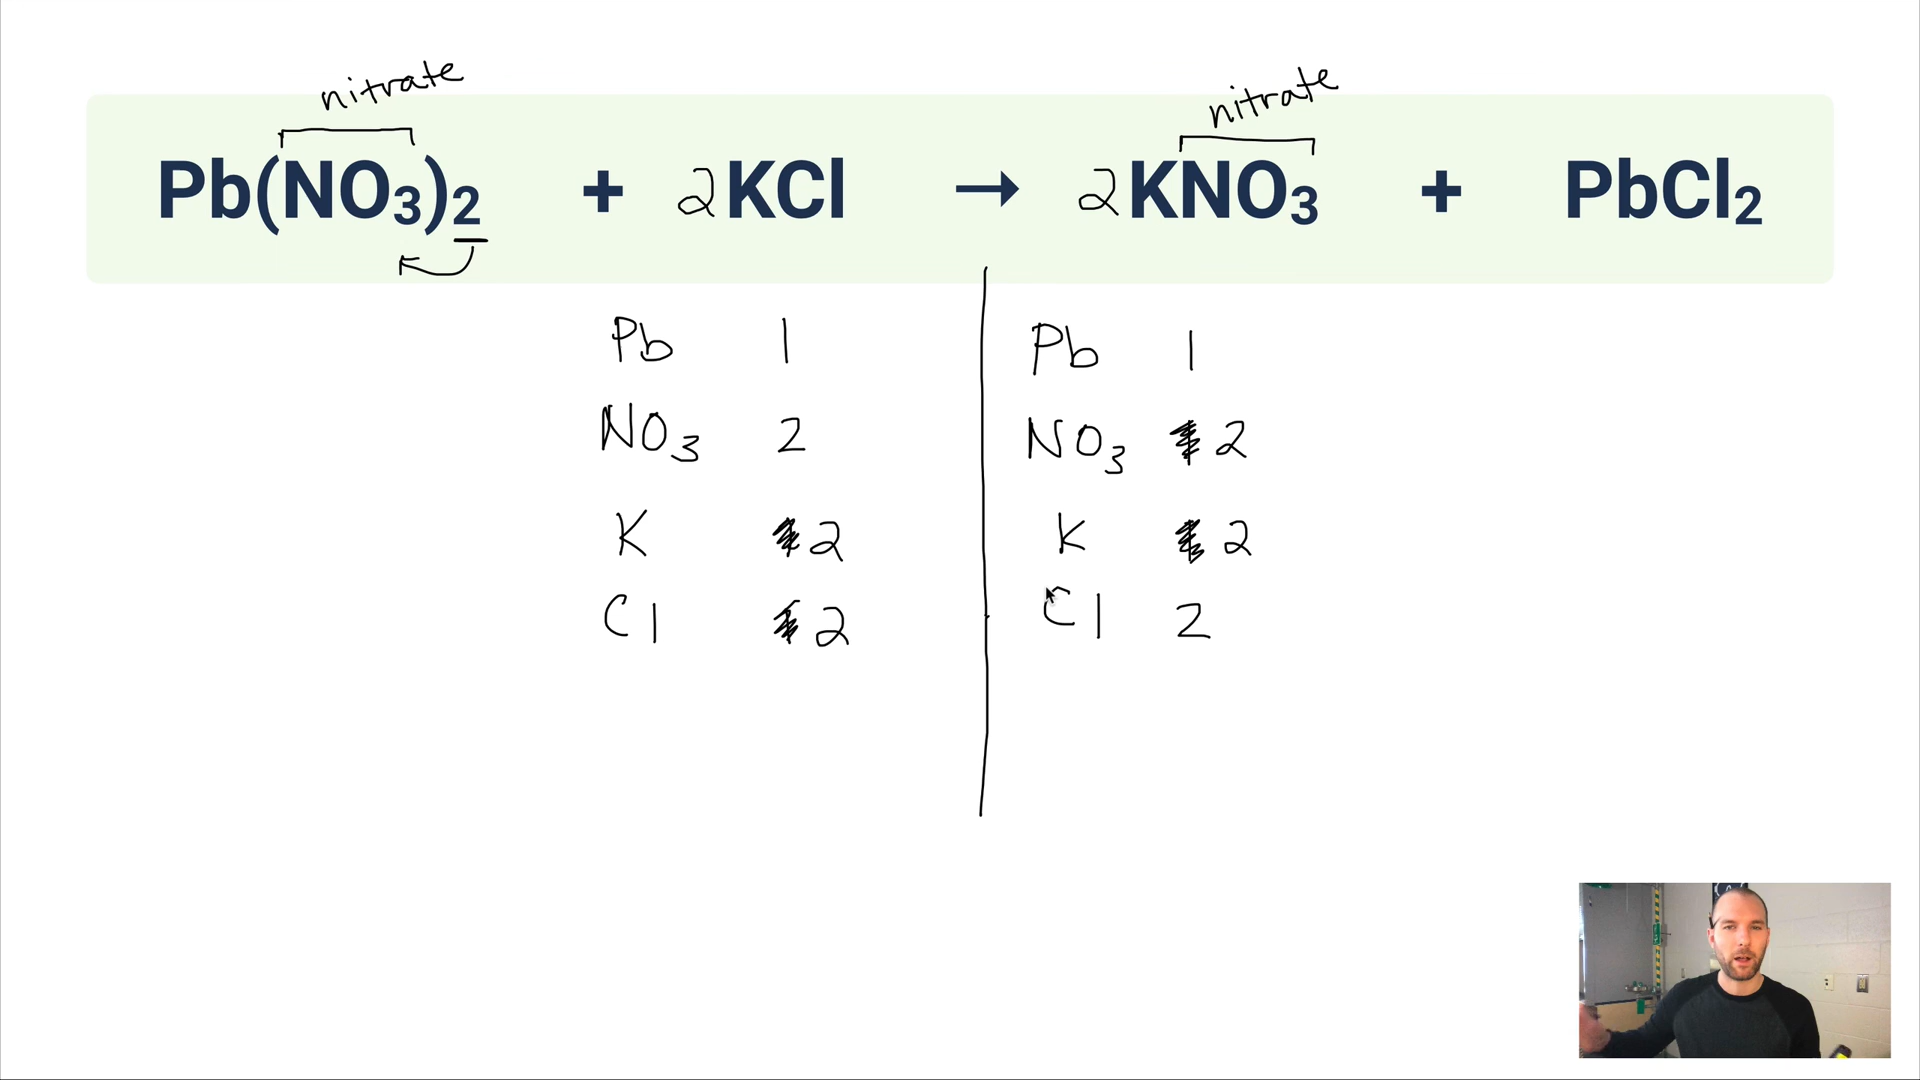 nitrate nitrate
Pb(NO₃)₂ + 2KCl → 2KNO₃ + PbCl₂
Pb 1 Pb 1
NO₃ 2 NO₃ 2
K 2 K 2
Cl 2 Cl 2